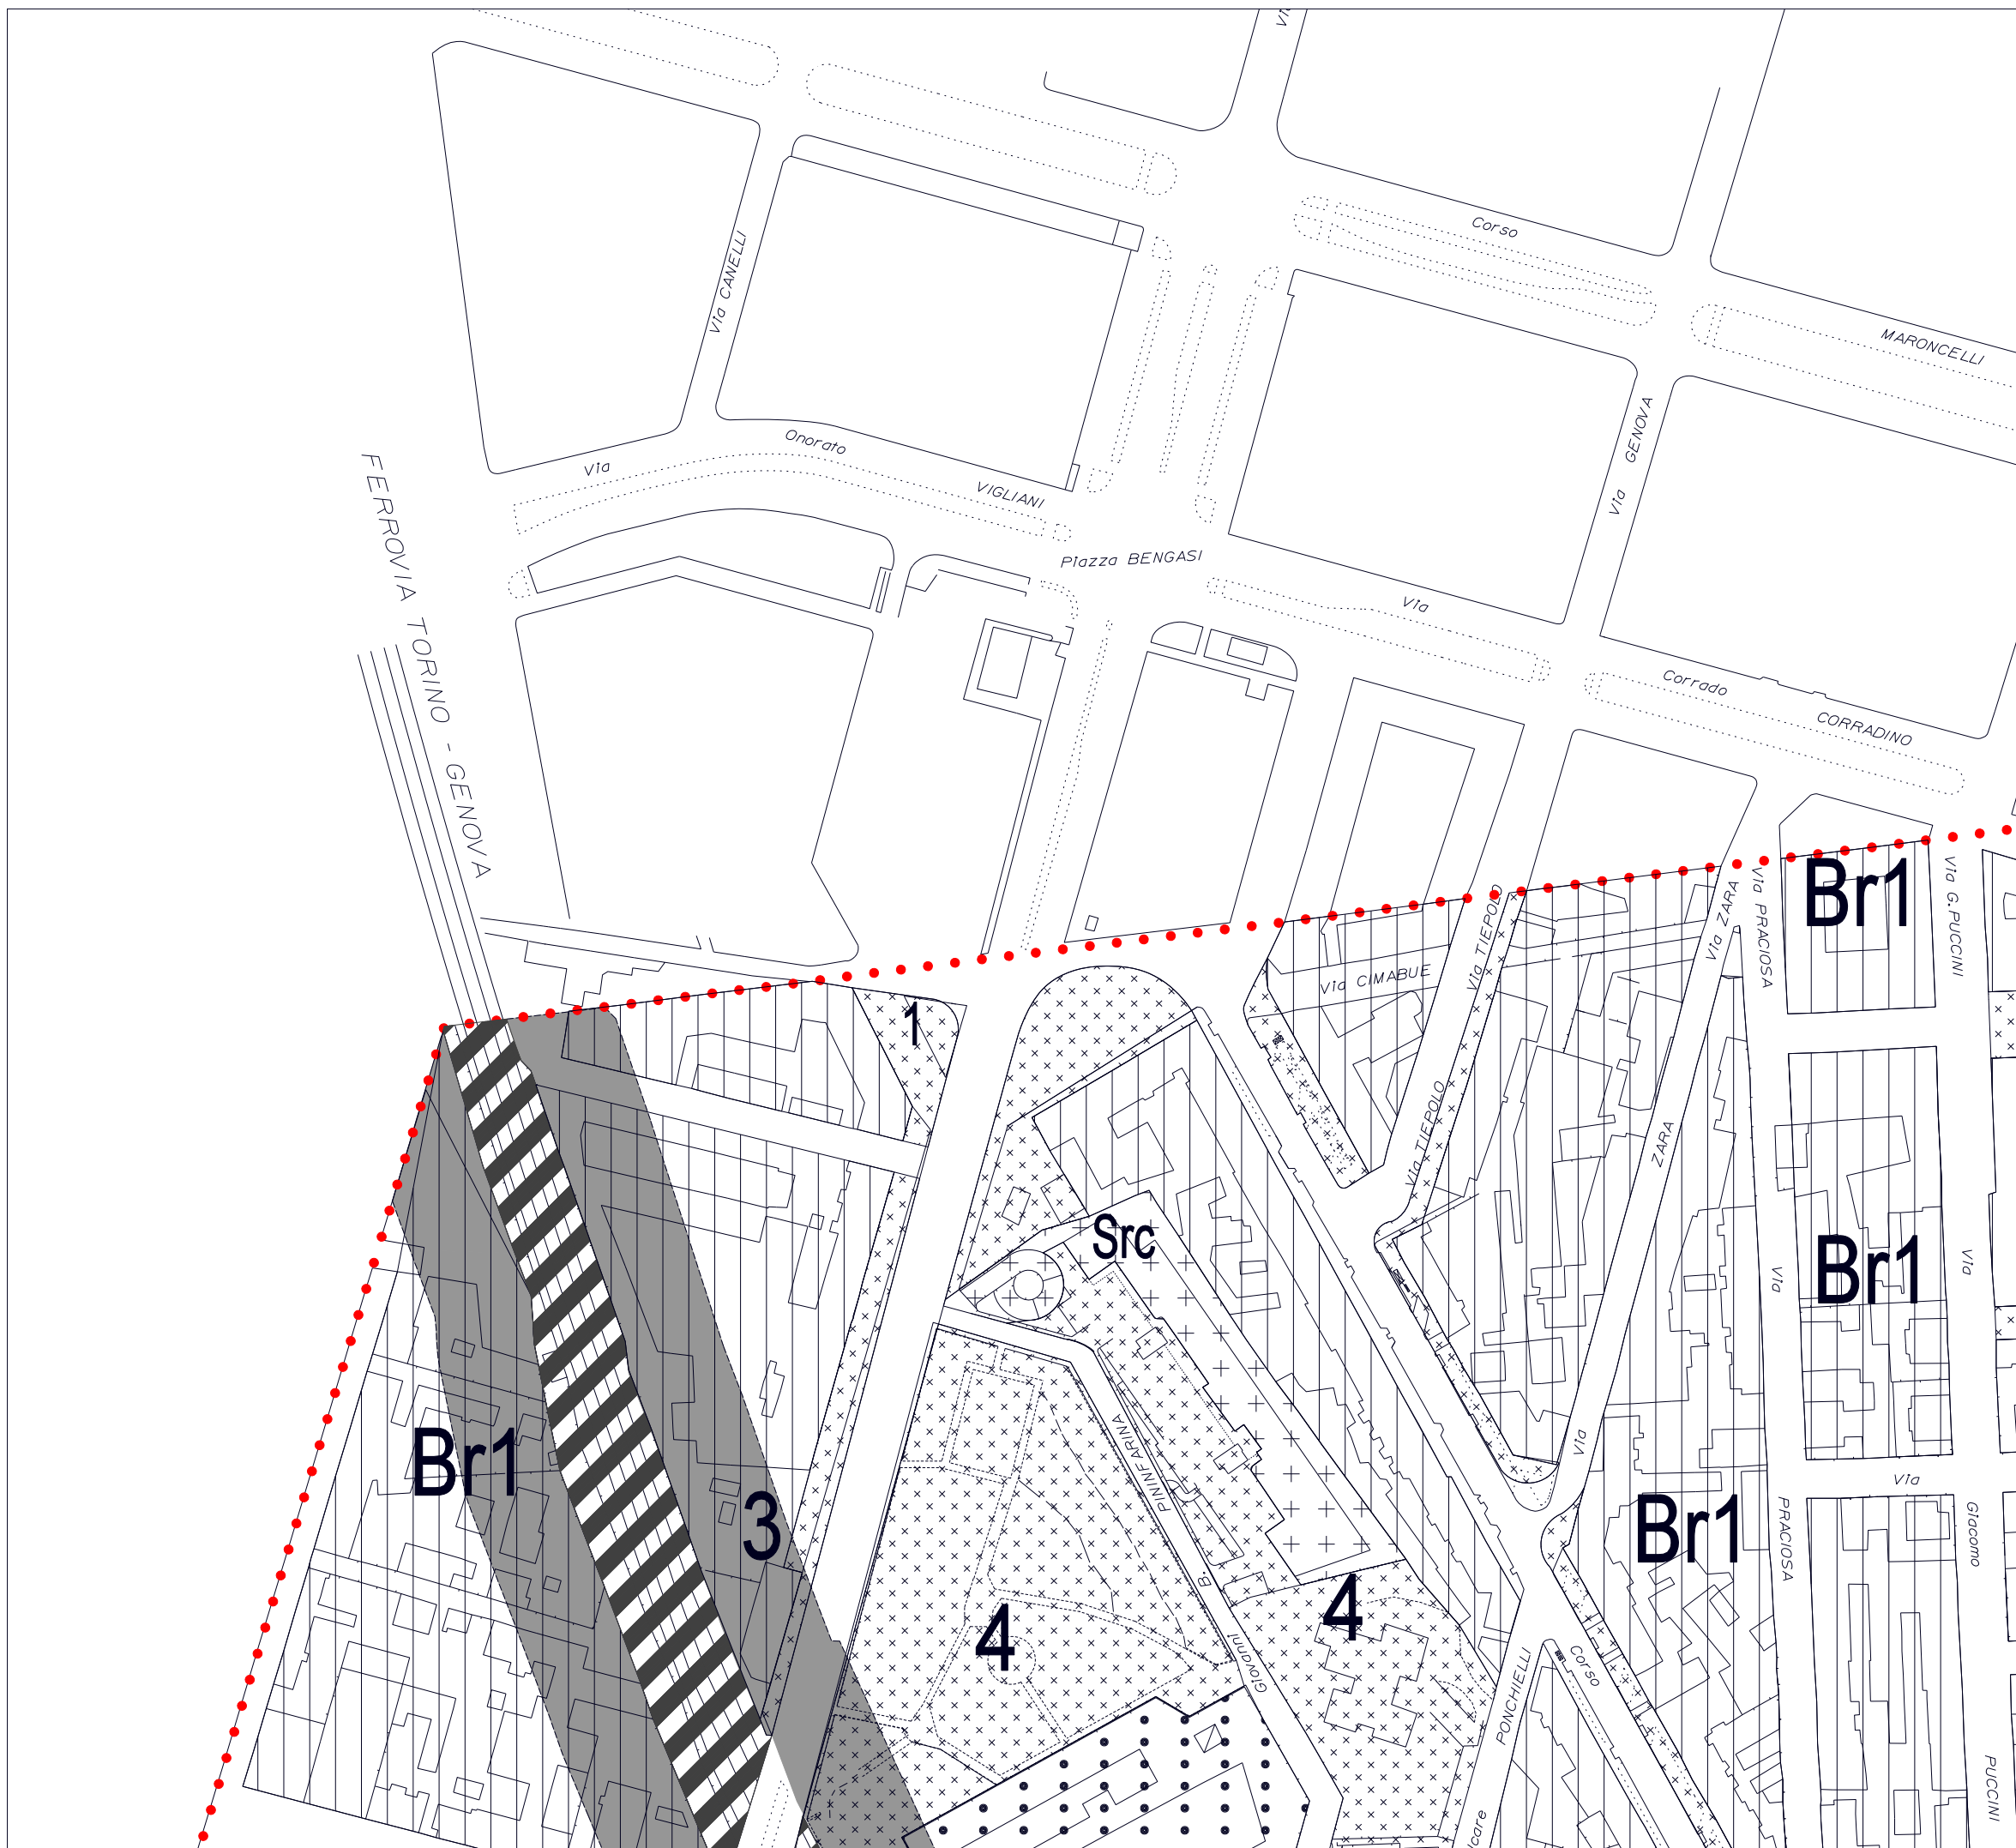 Corso
MARONCELLI
Via CANELLI
Via
Onorato
VIGLIANI
Via GENOVA
FERROVIA TORINO - GENOVA
Piazza BENGASI
Via
Corrado
CORRADINO
Br1
Via G.PUCCINI
Via PRACIOSA
Via ZARA
Via TIEPOLO
Via CIMABUE
1
Via TIEPOLO
ZARA
Src
Via
Via
Br1
Br1
3
PININFARINA
Via
Via
Br1
PRACIOSA
Giacomo
B.
4
4
Giovanni
PONCHIELLI
Corso
PUCCINI